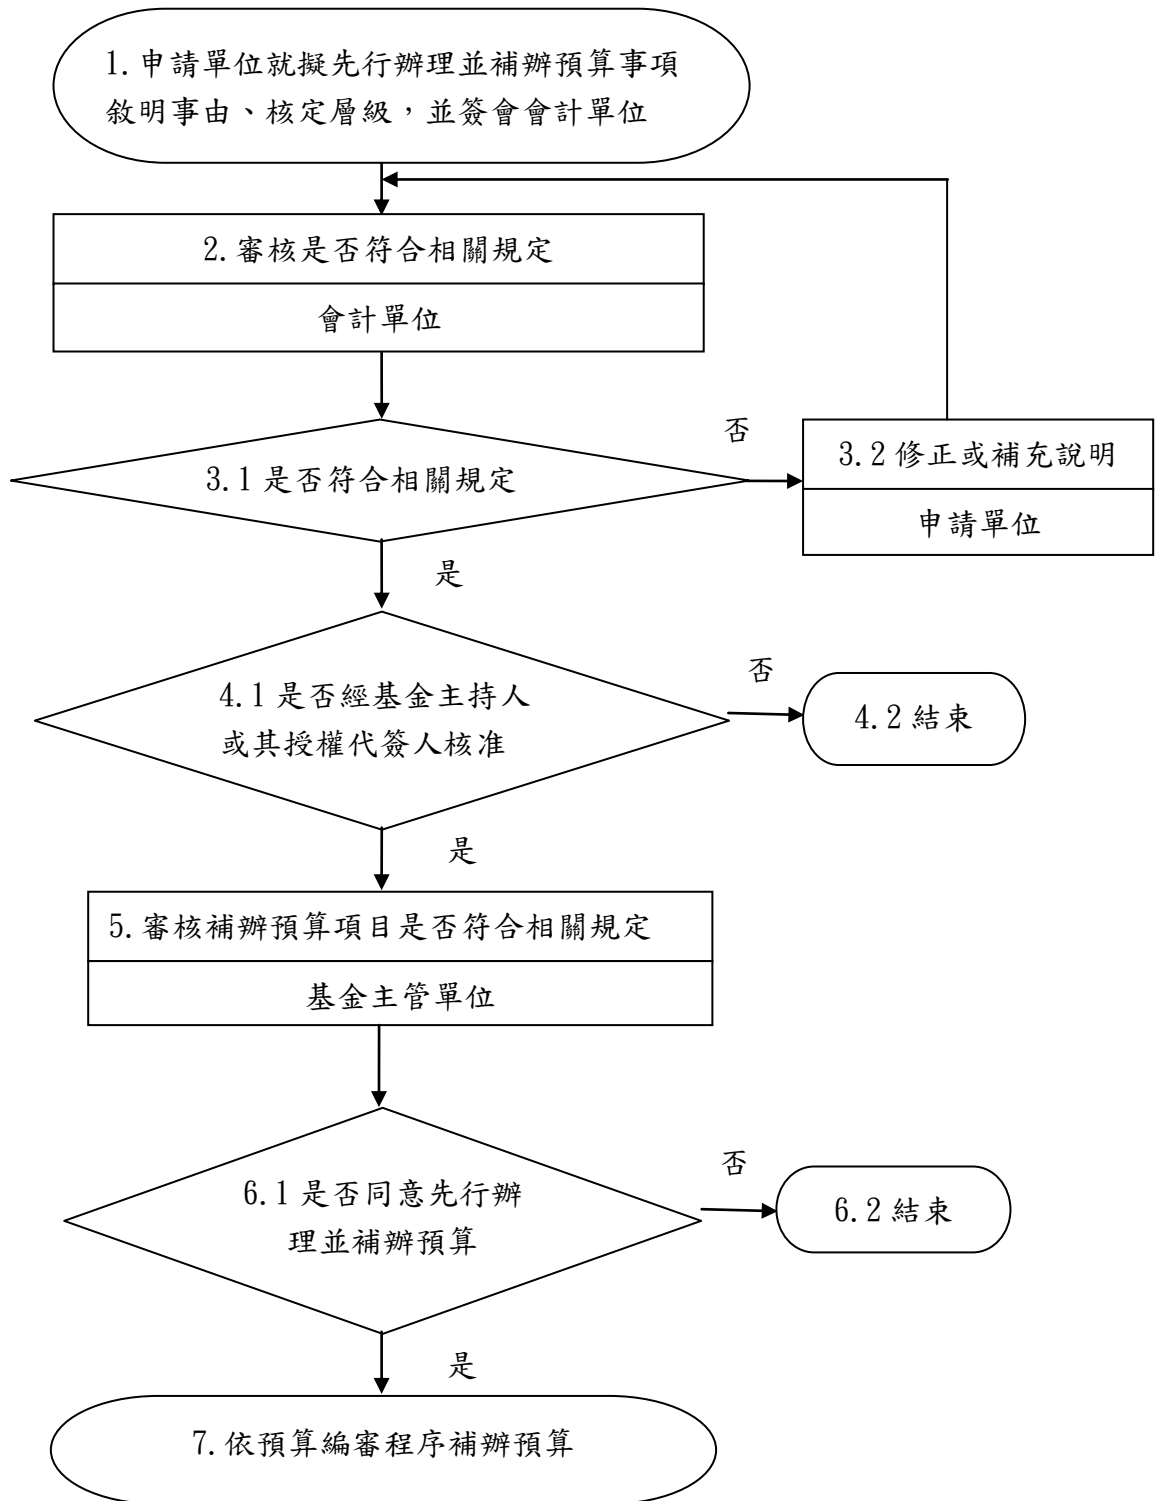 1.申請單位就擬先行辦理並補辦預算事項
敘明事由、核定層級，並簽會會計單位
2.審核是否符合相關規定
會計單位
3.1是否符合相關規定
否
3.2修正或補充說明
申請單位
是
4.1是否經基金主持人
或其授權代簽人核准
否
4.2結束
是
5.審核補辦預算項目是否符合相關規定
基金主管單位
6.1是否同意先行辦
理並補辦預算
否
6.2結束
是
7.依預算編審程序補辦預算